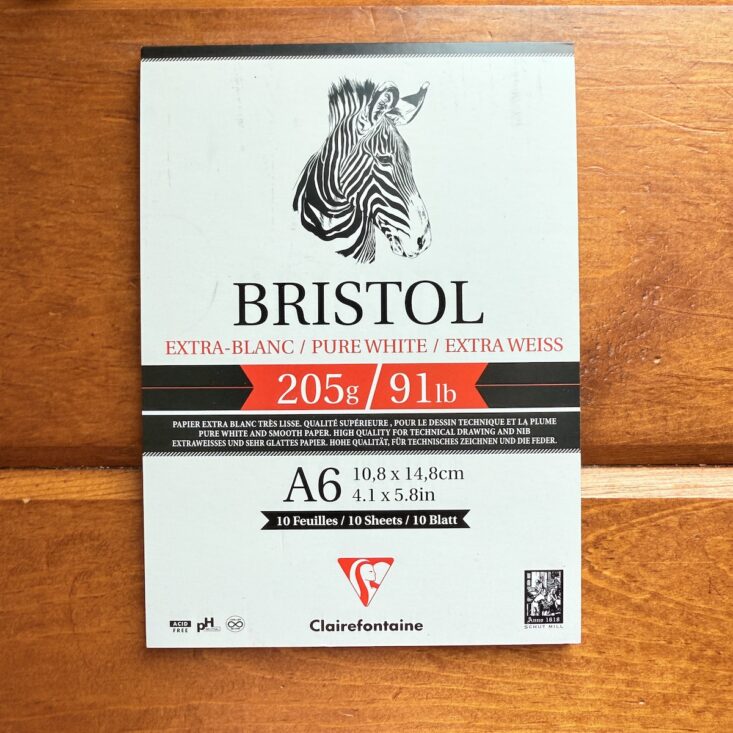 BRISTOL
EXTRA-BLANC / PURE WHITE / EXTRA WEISS
205g / 91lb
PAPIER EXTRA BLANC TRÈS LISSE. QUALITÉ SUPÉRIEURE , POUR LE DESSIN TECHNIQUE ET LA PLUME
PURE WHITE AND SMOOTH PAPER. HIGH QUALITY FOR TECHNICAL DRAWING AND NIB
EXTRAWEISSES UND SEHR GLATTES PAPIER. HOHE QUALITÄT, FÜR TECHNISCHES ZEICHNEN UND DIE FEDER.
A6 10,8 x 14,8cm
4.1 x 5.8in
10 Feuilles / 10 Sheets / 10 Blatt
Clairefontaine
ACID
FREE
pH
Anno 1618
SCHUT MILL